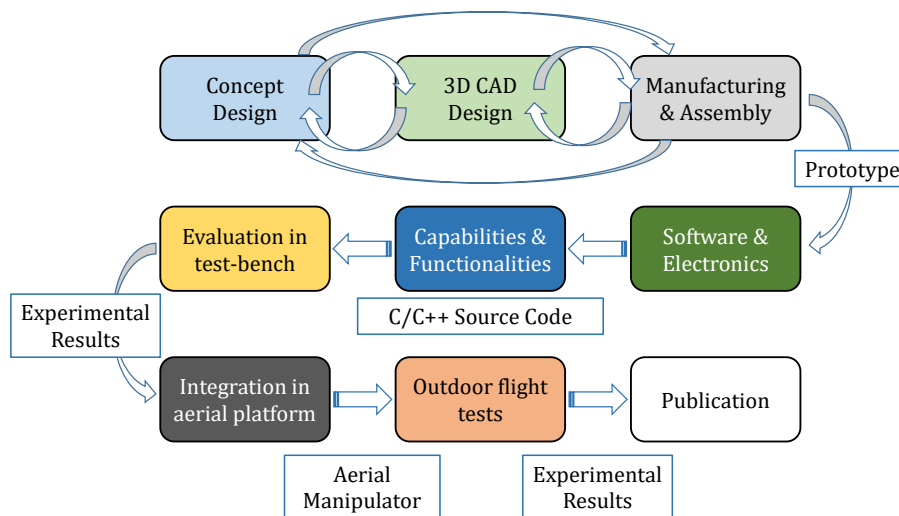 Concept
Design
3D CAD
Design
Manufacturing
& Assembly
Prototype
Evaluation in
test-bench
Capabilities &
Functionalities
Software &
Electronics
Experimental
Results
C/C++ Source Code
Integration in
aerial platform
Outdoor flight
tests
Publication
Aerial
Manipulator
Experimental
Results